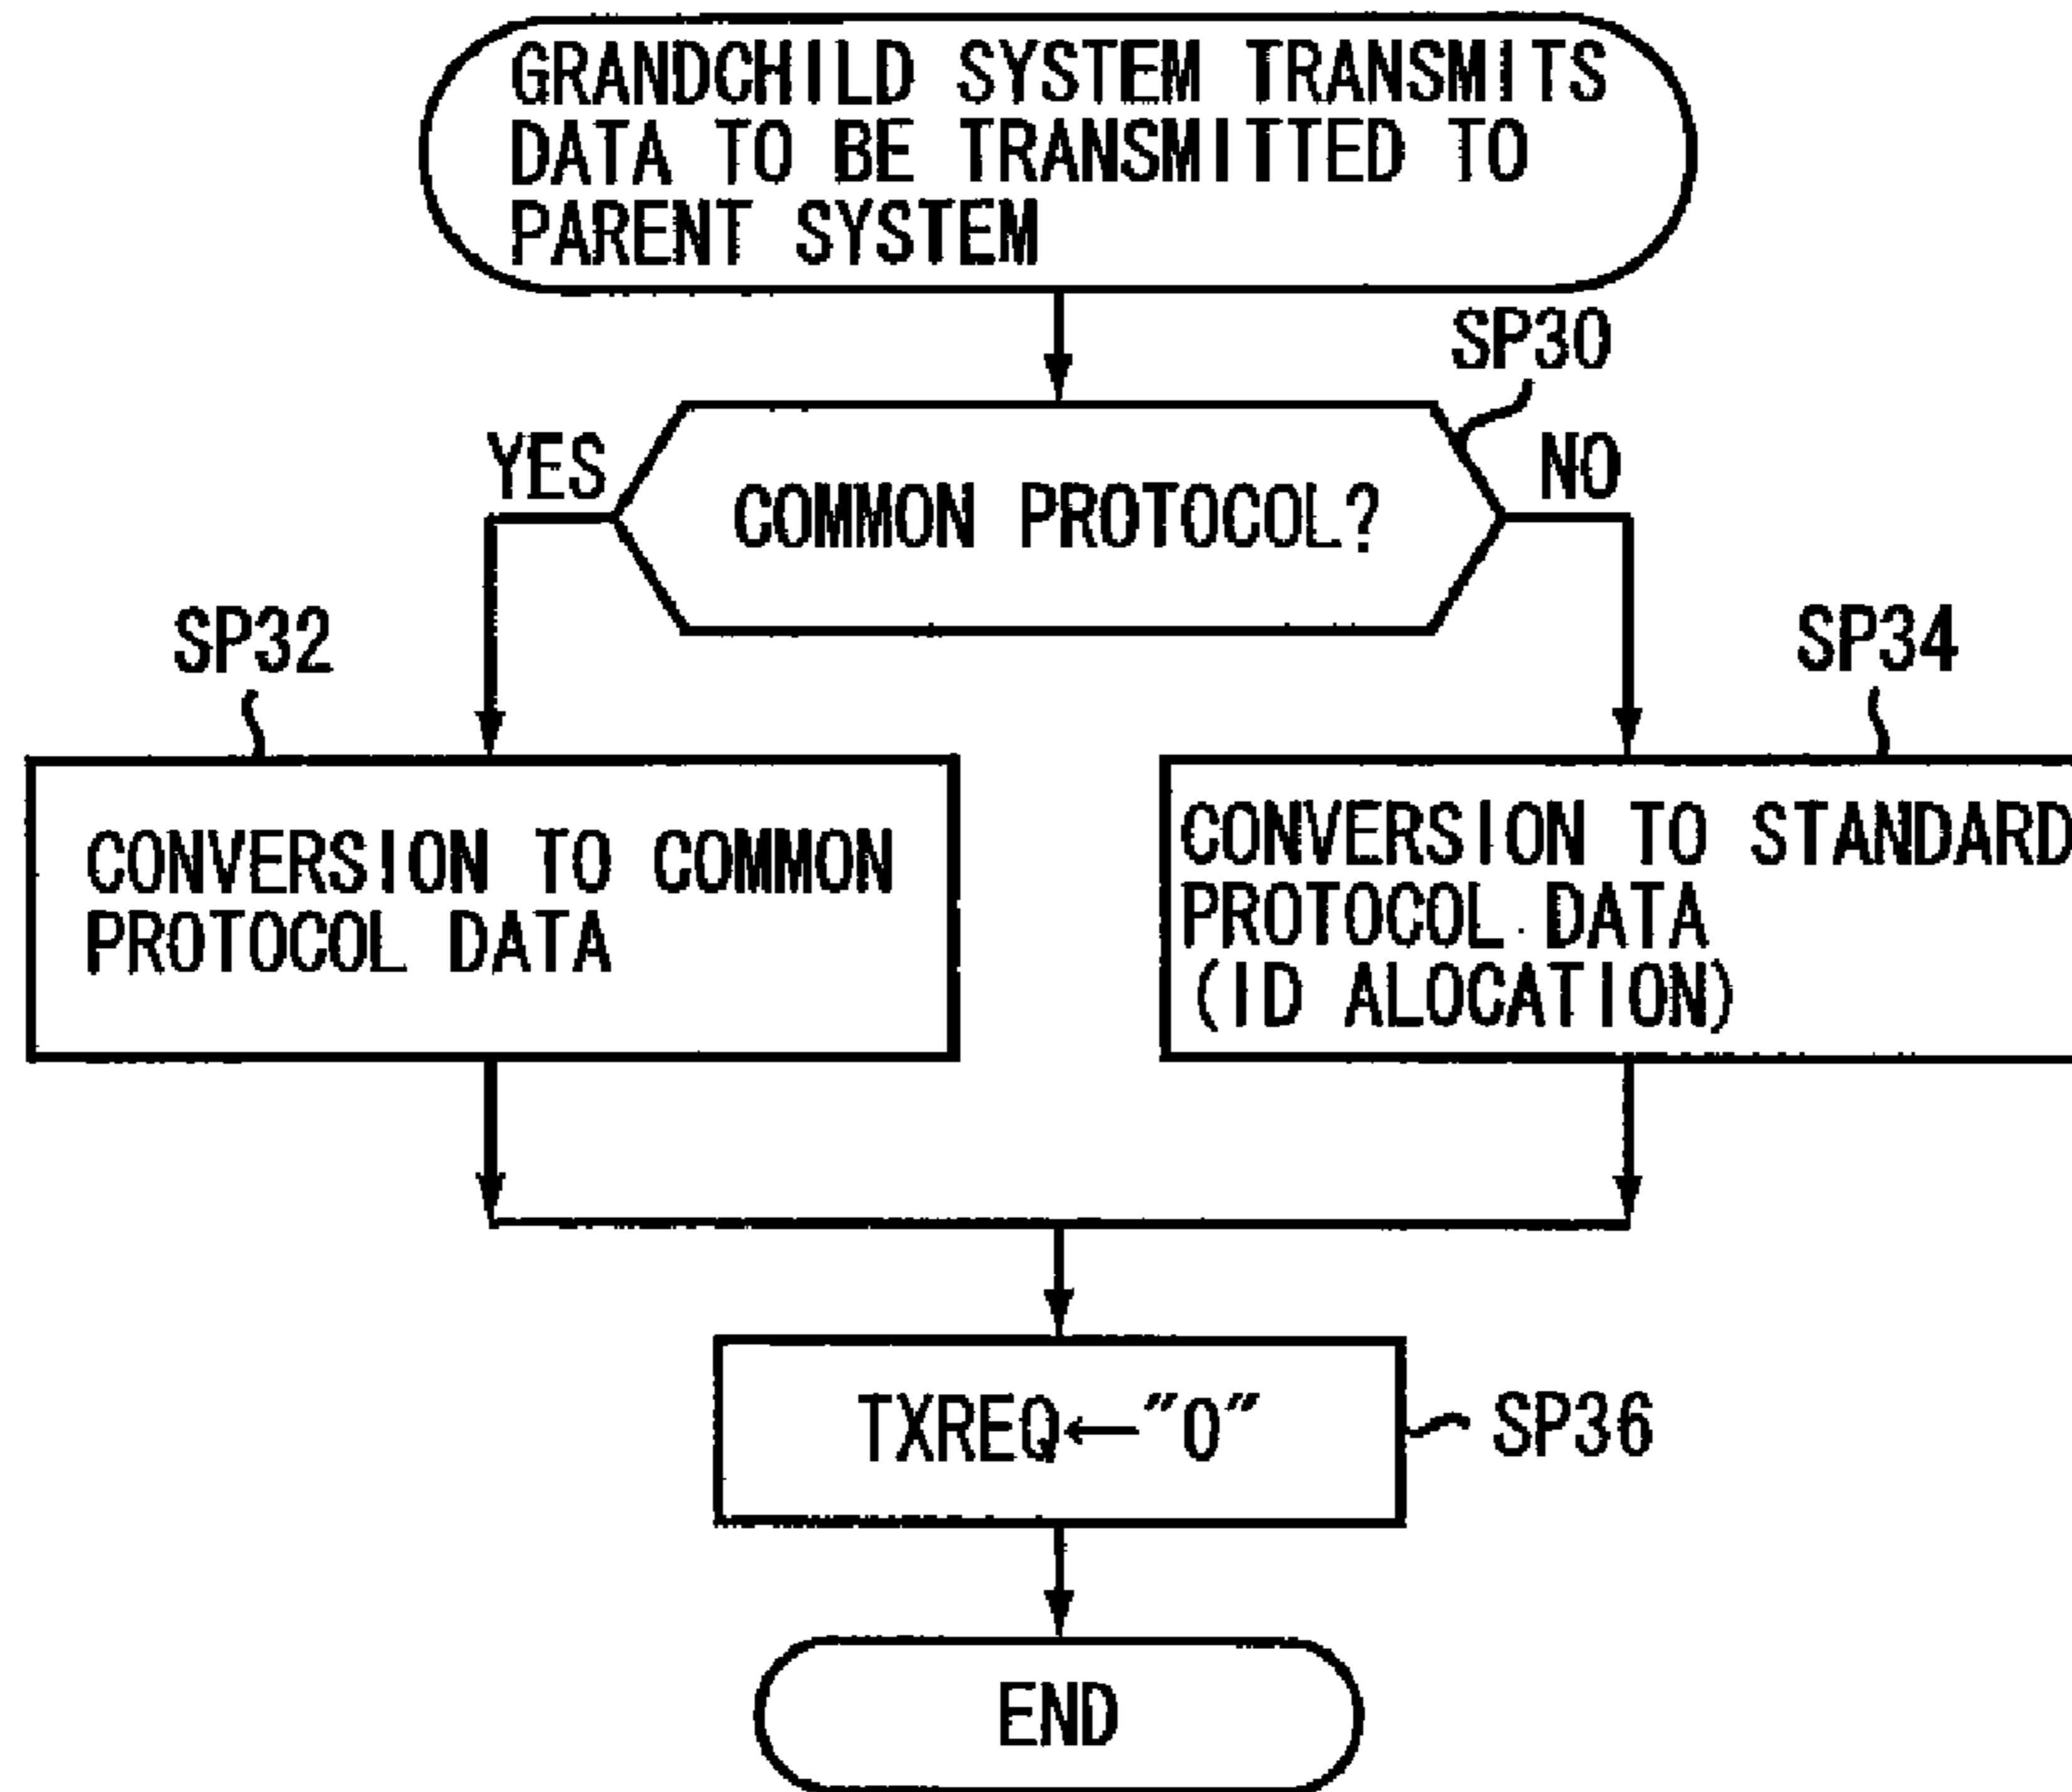 GRANDCHILD SYSTEM TRANSMITS
DATA TO BE TRANSMITTED TO
PARENT SYSTEM
SP30
YES
NO
COMMON PROTOCOL?
SP32
SP34
CONVERSION TO COMMON
PROTOCOL DATA
CONVERSION TO STANDARD
PROTOCOL DATA
(ID ALOCATION)
TXREQ←"0"
SP36
END